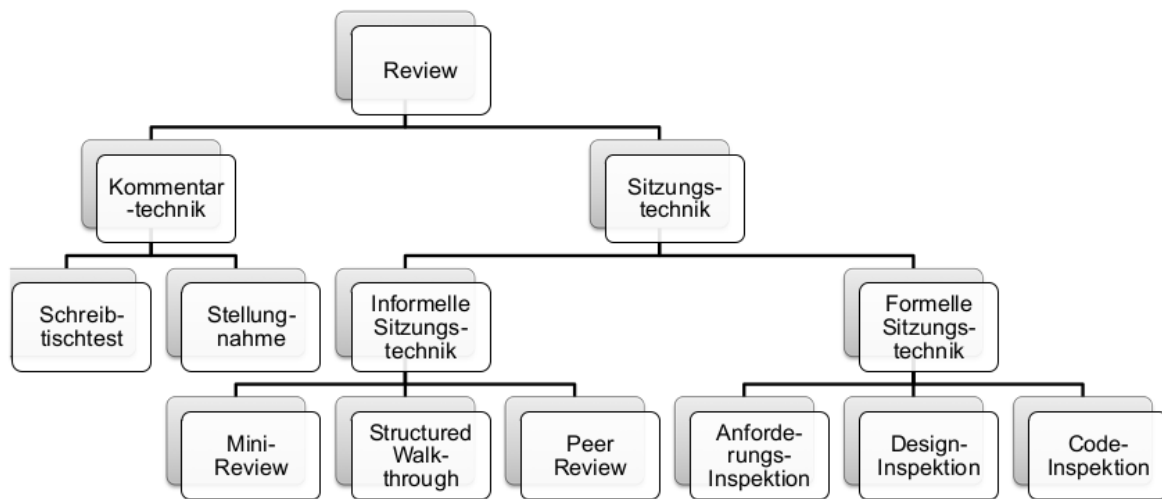 Review
Kommentar
-technik
Sitzungs-
technik
Schreib-
tischtest
Stellung-
nahme
Informelle
Sitzungs-
technik
Formelle
Sitzungs-
technik
Mini-
Review
Structured
Walk-
through
Peer
Review
Anforde-
rungs-
Inspektion
Design-
Inspektion
Code-
Inspektion